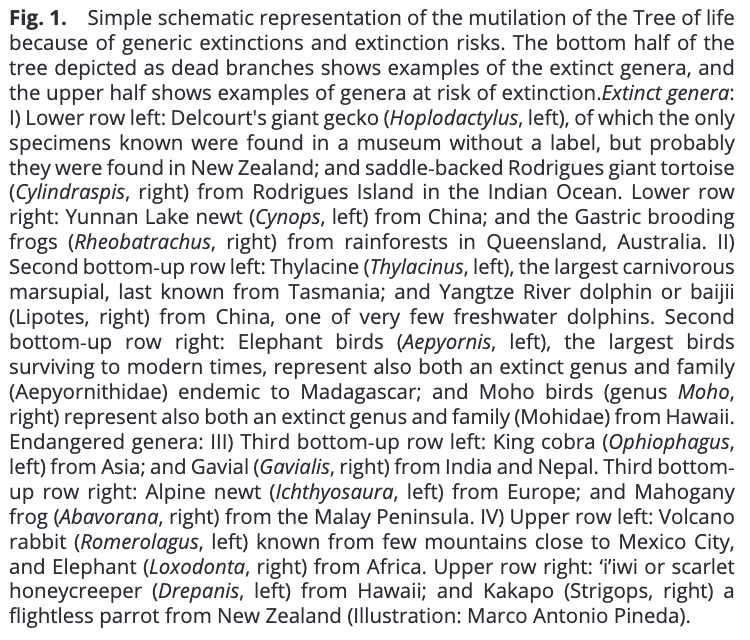 Fig. 1. Simple schematic representation of the mutilation of the Tree of life
because of generic extinctions and extinction risks. The bottom half of the
tree depicted as dead branches shows examples of the extinct genera, and
the upper half shows examples of genera at risk of extinction.Extinct genera:
I) Lower row left: Delcourt's giant gecko (Hoplodactylus, left), of which the only
specimens known were found in a museum without a label, but probably
they were found in New Zealand; and saddle-backed Rodrigues giant tortoise
(Cylindraspis, right) from Rodrigues Island in the Indian Ocean. Lower row
right: Yunnan Lake newt (Cynops, left) from China; and the Gastric brooding
frogs (Rheobatrachus, right) from rainforests in Queensland, Australia. II)
Second bottom-up row left: Thylacine (Thylacinus, left), the largest carnivorous
marsupial, last known from Tasmania; and Yangtze River dolphin or baijii
(Lipotes, right) from China, one of very few freshwater dolphins. Second
bottom-up row right: Elephant birds (Aepyornis, left), the largest birds
surviving to modern times, represent also both an extinct genus and family
(Aepyornithidae) endemic to Madagascar; and Moho birds (genus Moho,
right) represent also both an extinct genus and family (Mohidae) from Hawaii.
Endangered genera: III) Third bottom-up row left: King cobra (Ophiophagus,
left) from Asia; and Gavial (Gavialis, right) from India and Nepal. Third bottom-
up row right: Alpine newt (Ichthyosaura, left) from Europe; and Mahogany
frog (Abavorana, right) from the Malay Peninsula. IV) Upper row left: Volcano
rabbit (Romerolagus, left) known from few mountains close to Mexico City,
and Elephant (Loxodonta, right) from Africa. Upper row right: ‘i’iwi or scarlet
honeycreeper (Drepanis, left) from Hawaii; and Kakapo (Strigops, right) a
flightless parrot from New Zealand (Illustration: Marco Antonio Pineda).